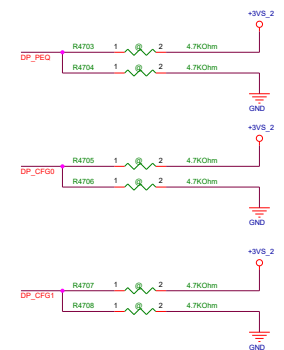 +3VS_2
R4703 1 @ 2 4.7KOhm
DP_PEQ
R4704 1 @ 2 4.7KOhm
GND
+3VS_2
R4705 1 @ 2 4.7KOhm
DP_CFG0
R4706 1 @ 2 4.7KOhm
GND
+3VS_2
R4707 1 @ 2 4.7KOhm
DP_CFG1
R4708 1 @ 2 4.7KOhm
GND